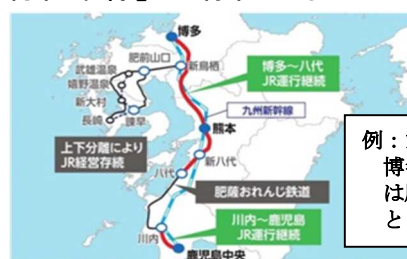 博多
肥前山口
新鳥栖
武雄温泉
嬉野温泉
新大村
長崎
諫早
博多～八代
JR運行継続
九州新幹線
熊本
上下分離により
JR経営存続
新八代
八代
肥薩おれんじ鉄道
川内～鹿児島
JR運行継続
川内
鹿児島中央
例：
博
は
と